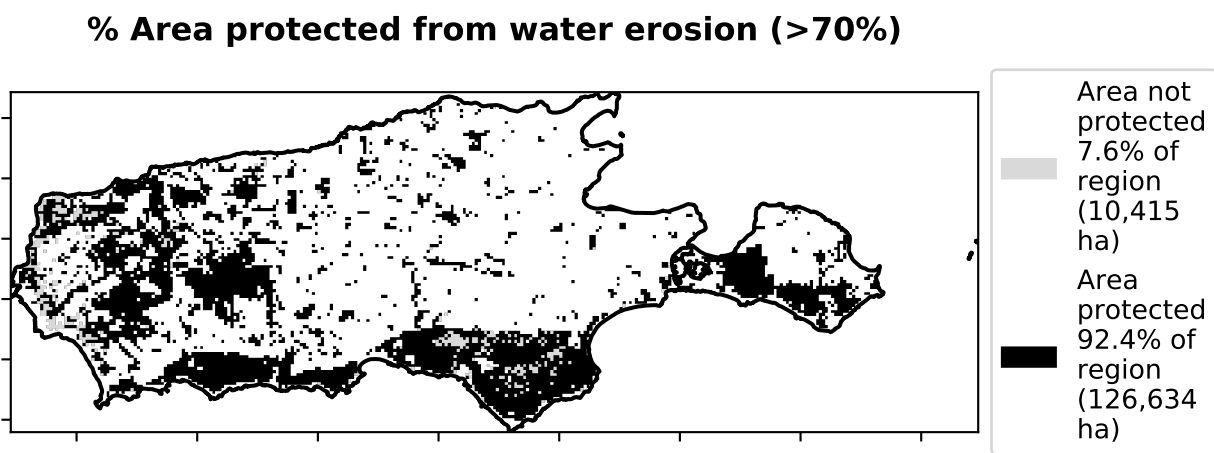 % Area protected from water erosion (>70%)
Area not
protected
7.6% of
region
(10,415
ha)
Area
protected
92.4% of
region
(126,634
ha)